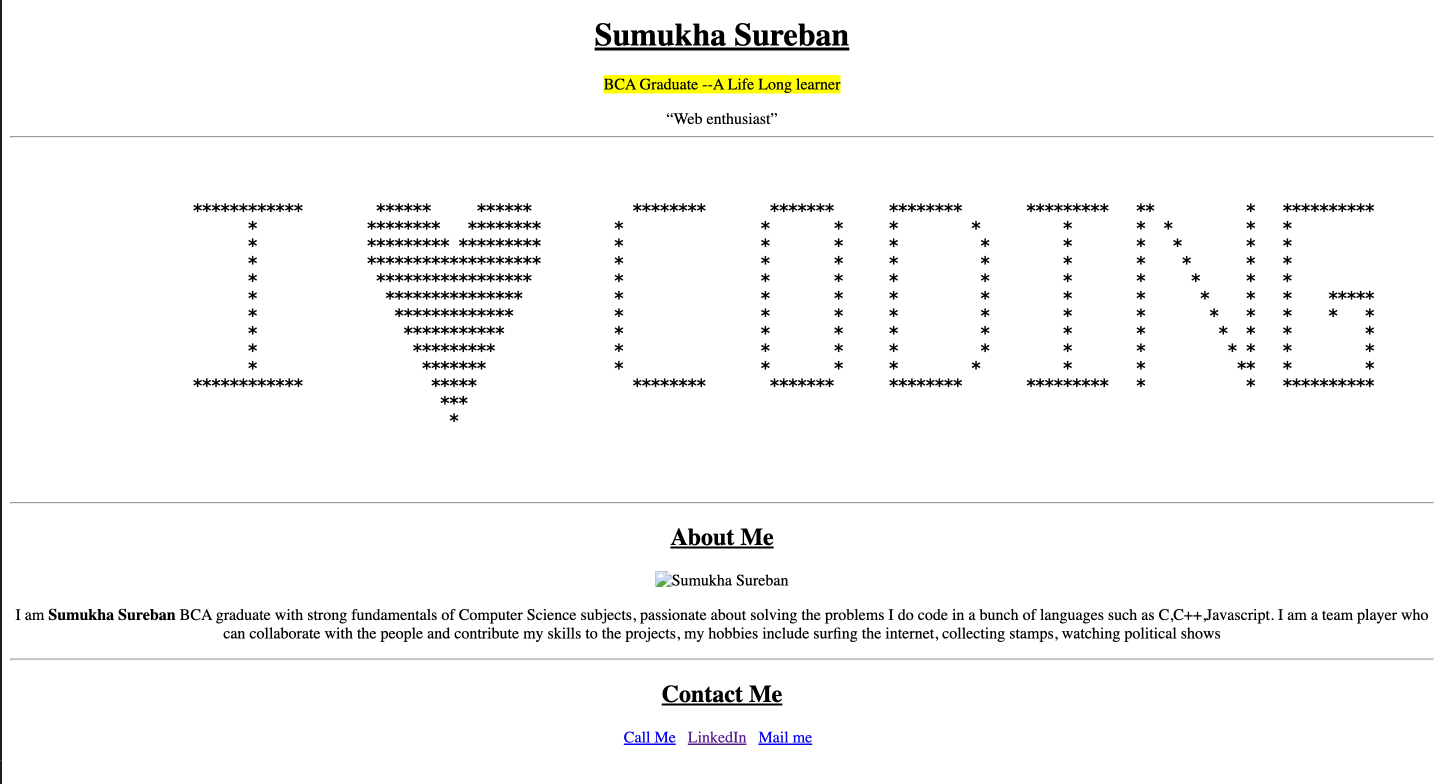 Sumukha Sureban
BCA Graduate --A Life Long learner
“Web enthusiast”
I ♥ CODING
About Me
Sumukha Sureban
I am Sumukha Sureban BCA graduate with strong fundamentals of Computer Science subjects, passionate about solving the problems I do code in a bunch of languages such as C,C++,Javascript. I am a team player who
can collaborate with the people and contribute my skills to the projects, my hobbies include surfing the internet, collecting stamps, watching political shows
Contact Me
Call Me LinkedIn Mail me